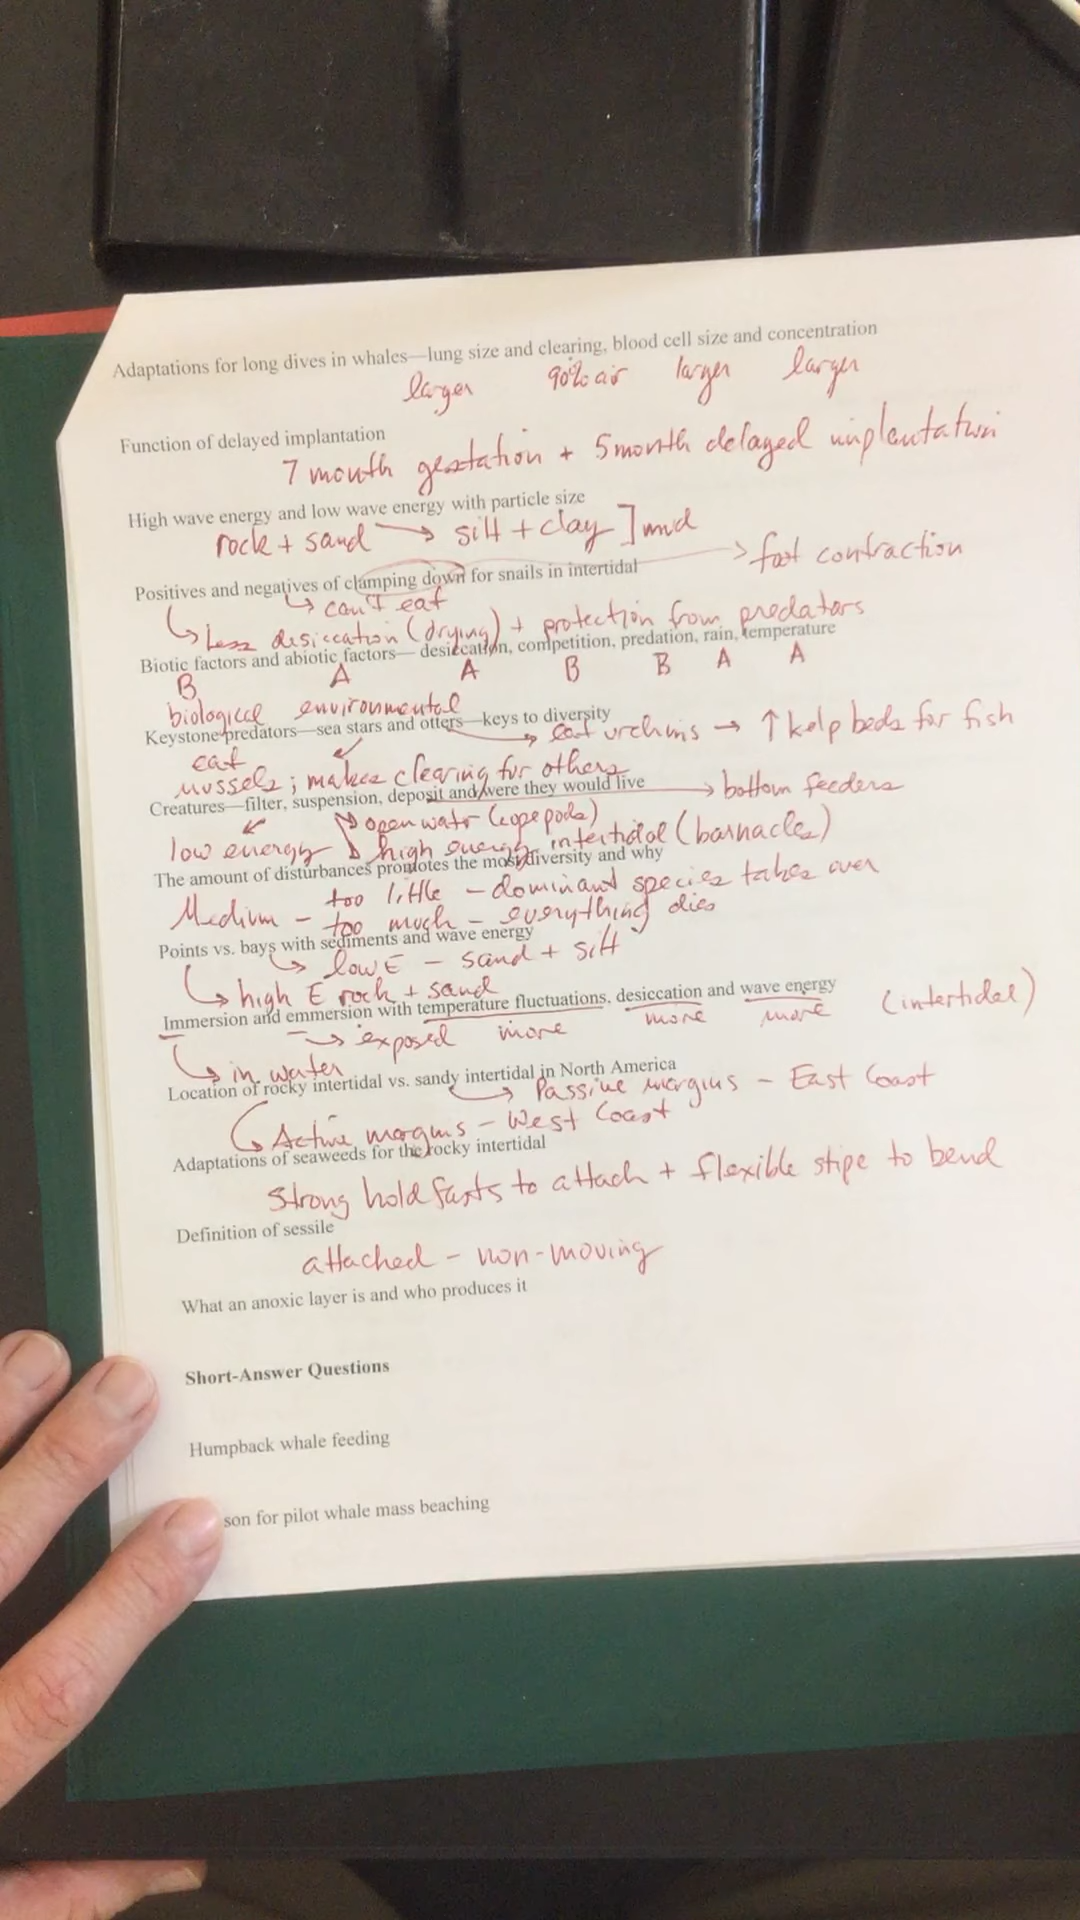 Adaptations for long dives in whales—lung size and clearing, blood cell size and concentration
larger 90% air larger larger
Function of delayed implantation
7 month gestation + 5 month delayed implantation
High wave energy and low wave energy with particle size
rock + sand → silt + clay ] mud
Positives and negatives of clamping down for snails in intertidal → foot contraction
↳ can't eat
↳ Less desiccation (drying) + protection from predators
Biotic factors and abiotic factors— desiccation, competition, predation, rain, temperature
B A A B B A A
biological environmental
Keystone predators—sea stars and otters—keys to diversity
→ eat urchins → ↑ kelp beds for fish
eat
mussels; makes clearing for others
Creatures—filter, suspension, deposit and were they would live → bottom feeders
↘ open water (copepods)
low energy ↘ high energy intertidal (barnacles)
The amount of disturbances promotes the most diversity and why
too little - dominant species takes over
Medium - too much - everything dies
Points vs. bays with sediments and wave energy
↳ low E - sand + silt
↳ high E rock + sand
Immersion and emmersion with temperature fluctuations, desiccation and wave energy (intertidal)
→ exposed more more more
↳ in water
Location of rocky intertidal vs. sandy intertidal in North America
↳ Passive margins - East Coast
↳ Active margins - West Coast
Adaptations of seaweeds for the rocky intertidal
Strong holdfasts to attach + flexible stipe to bend
Definition of sessile
attached - non-moving
What an anoxic layer is and who produces it
Short-Answer Questions
Humpback whale feeding
son for pilot whale mass beaching